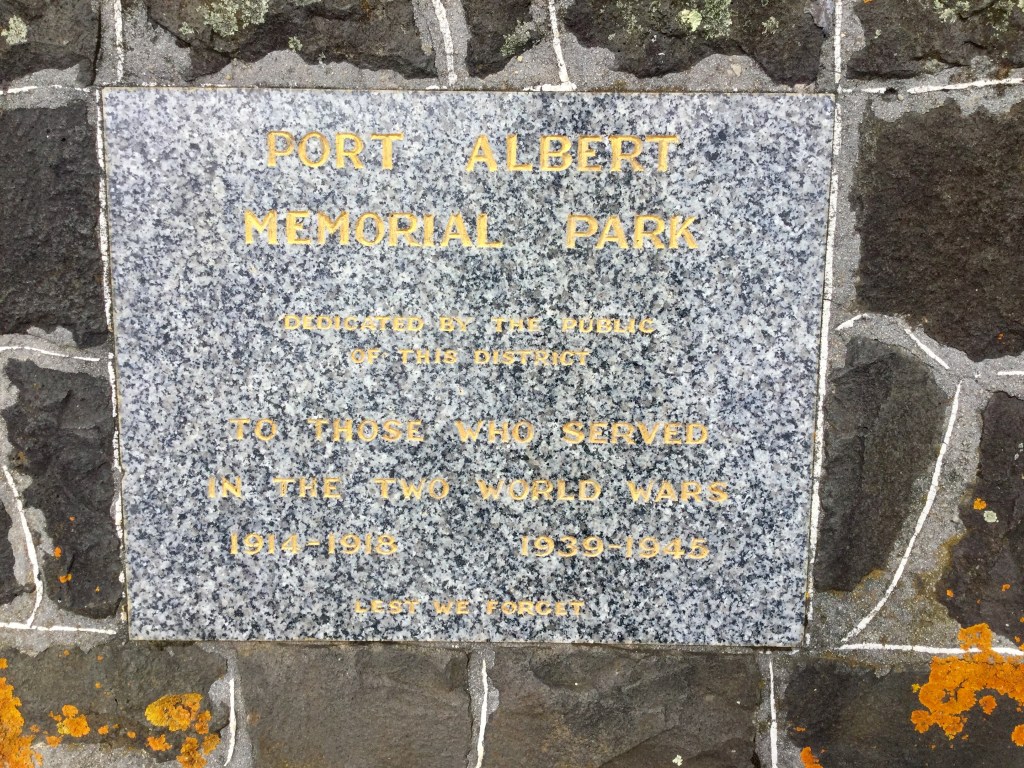 PORT ALBERT
MEMORIAL PARK
DEDICATED BY THE PUBLIC
OF THIS DISTRICT
TO THOSE WHO SERVED
IN THE TWO WORLD WARS
1914-1918 1939-1945
LEST WE FORGET